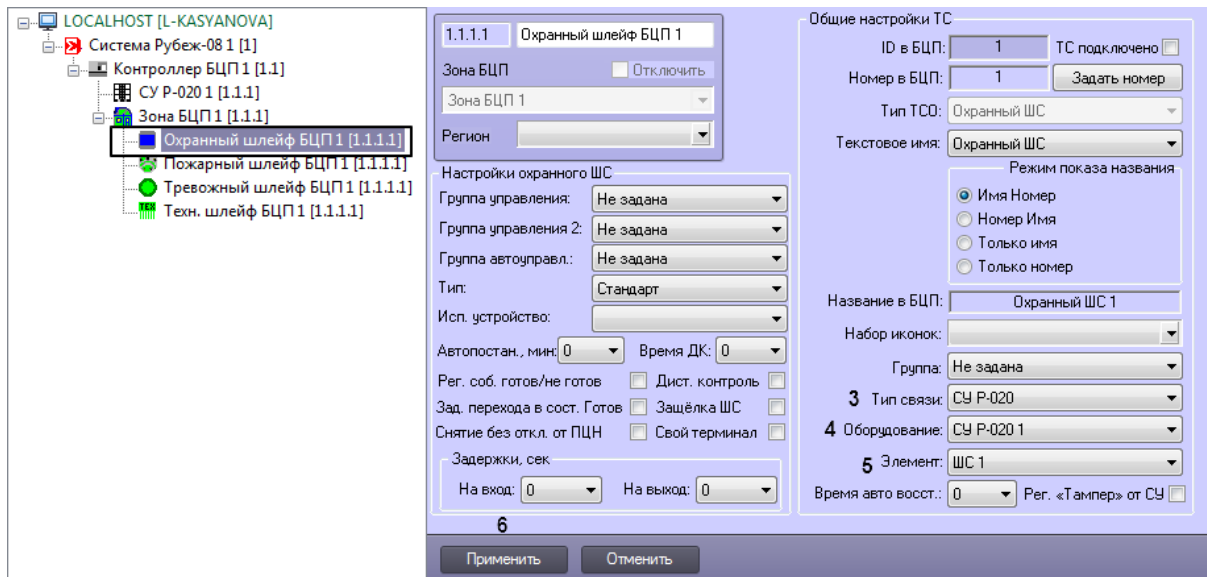 LOCALHOST [L-KASYANOVA]
Система Рубеж-08 1 [1]
Контроллер БЦП 1 [1.1]
СУ Р-020 1 [1.1.1]
Зона БЦП 1 [1.1.1]
Охранный шлейф БЦП 1 [1.1.1.1]
Пожарный шлейф БЦП 1 [1.1.1.1]
Тревожный шлейф БЦП 1 [1.1.1.1]
ТЕХ Техн. шлейф БЦП 1 [1.1.1.1]
1.1.1.1 Охранный шлейф БЦП 1
Зона БЦП Отключить
Зона БЦП 1
Регион
Настройки охранного ШС
Группа управления: Не задана
Группа управления 2: Не задана
Группа автоуправл.: Не задана
Тип: Стандарт
Исп. устройство:
Автопостан., мин: 0 Время ДК: 0
Рег. соб. готов/не готов Дист. контроль
Зад. перехода в сост. Готов Защёлка ШС
Снятие без откл. от ПЦН Свой терминал
Задержки, сек
На вход: 0 На выход: 0
6
Применить Отменить
Общие настройки ТС
ID в БЦП: 1 ТС подключено
Номер в БЦП: 1 Задать номер
Тип ТСО: Охранный ШС
Текстовое имя: Охранный ШС
Режим показа названия
Имя Номер
Номер Имя
Только имя
Только номер
Название в БЦП: Охранный ШС 1
Набор иконок:
Группа: Не задана
3 Тип связи: СУ Р-020
4 Оборудование: СУ Р-020 1
5 Элемент: ШС 1
Время авто восст.: 0 Рег. «Тампер» от СУ